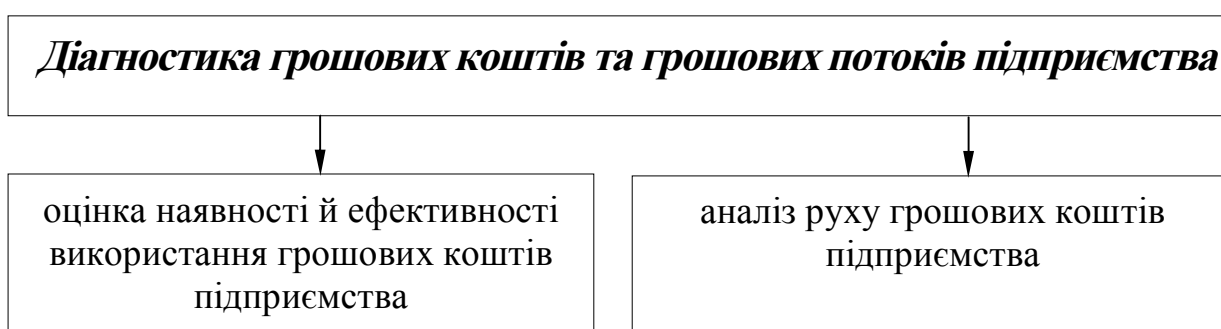 Діагностика грошових коштів та грошових потоків підприємства
оцінка наявності й ефективності
використання грошових коштів
підприємства
аналіз руху грошових коштів
підприємства